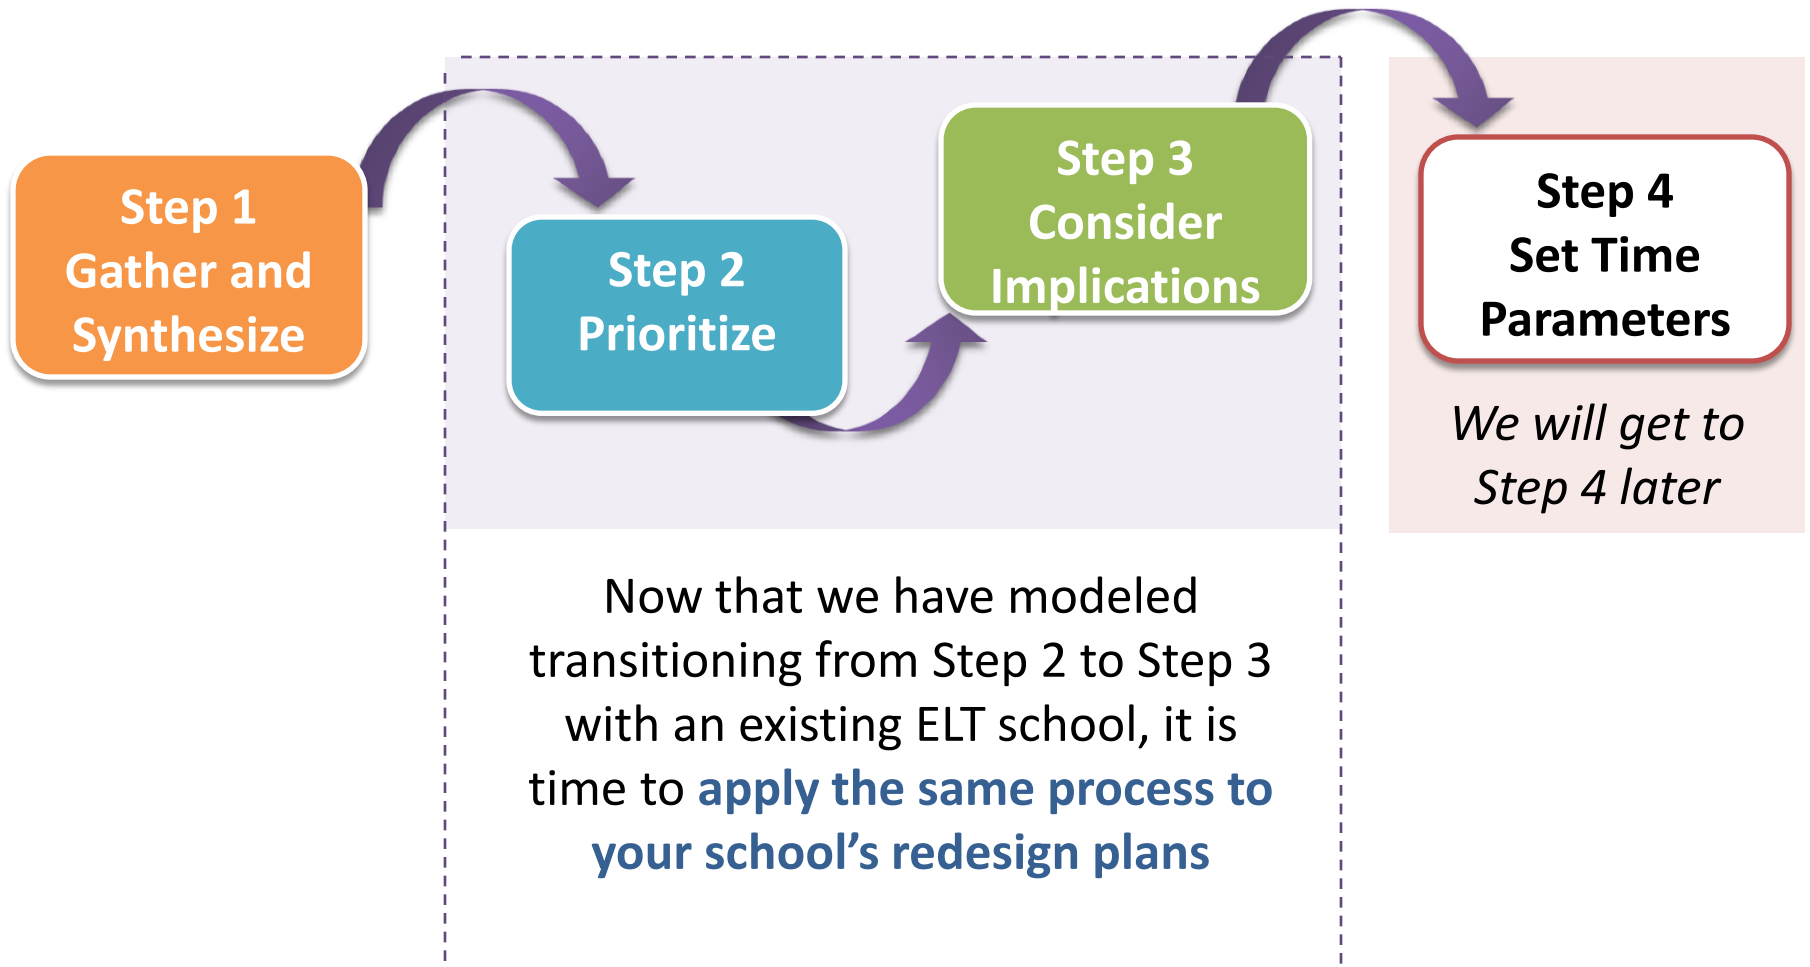 Step 1
Gather and
Synthesize
Step 2
Prioritize
Step 3
Consider
Implications
Step 4
Set Time
Parameters
We will get to
Step 4 later
Now that we have modeled
transitioning from Step 2 to Step 3
with an existing ELT school, it is
time to apply the same process to
your school’s redesign plans